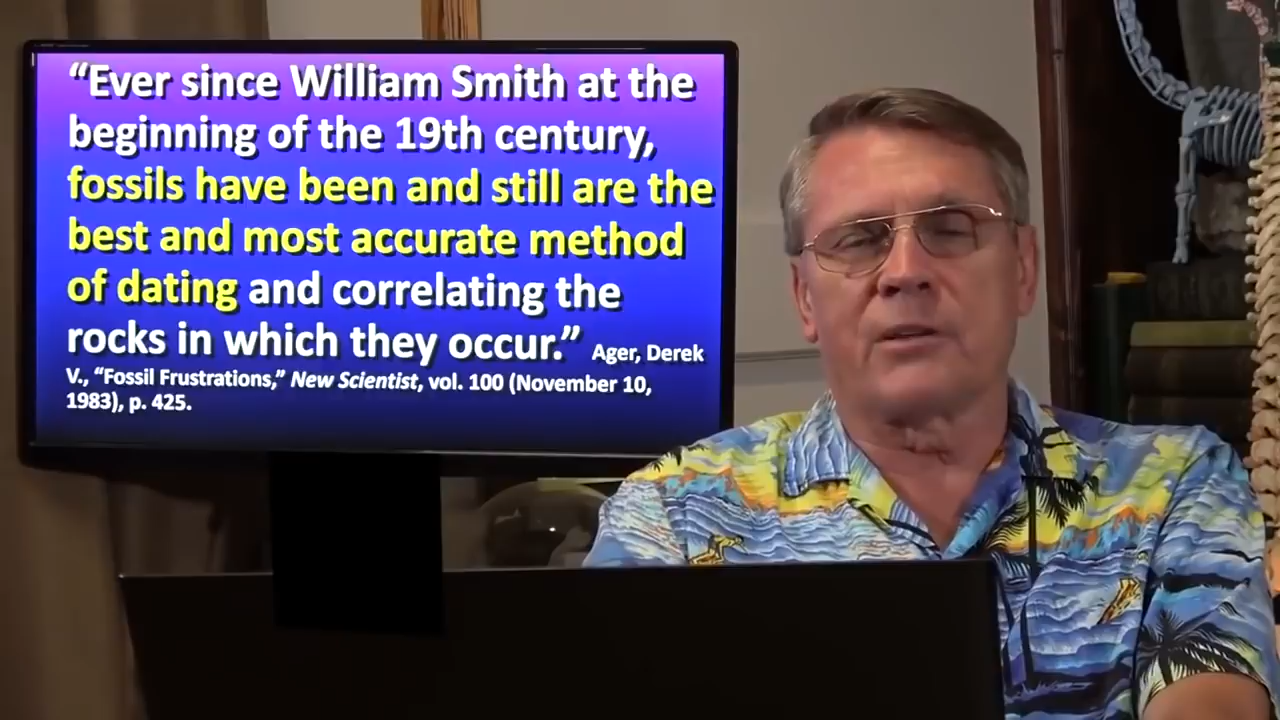 “Ever since William Smith at the
beginning of the 19th century,
fossils have been and still are the
best and most accurate method
of dating and correlating the
rocks in which they occur.” Ager, Derek
V., “Fossil Frustrations,” New Scientist, vol. 100 (November 10,
1983), p. 425.